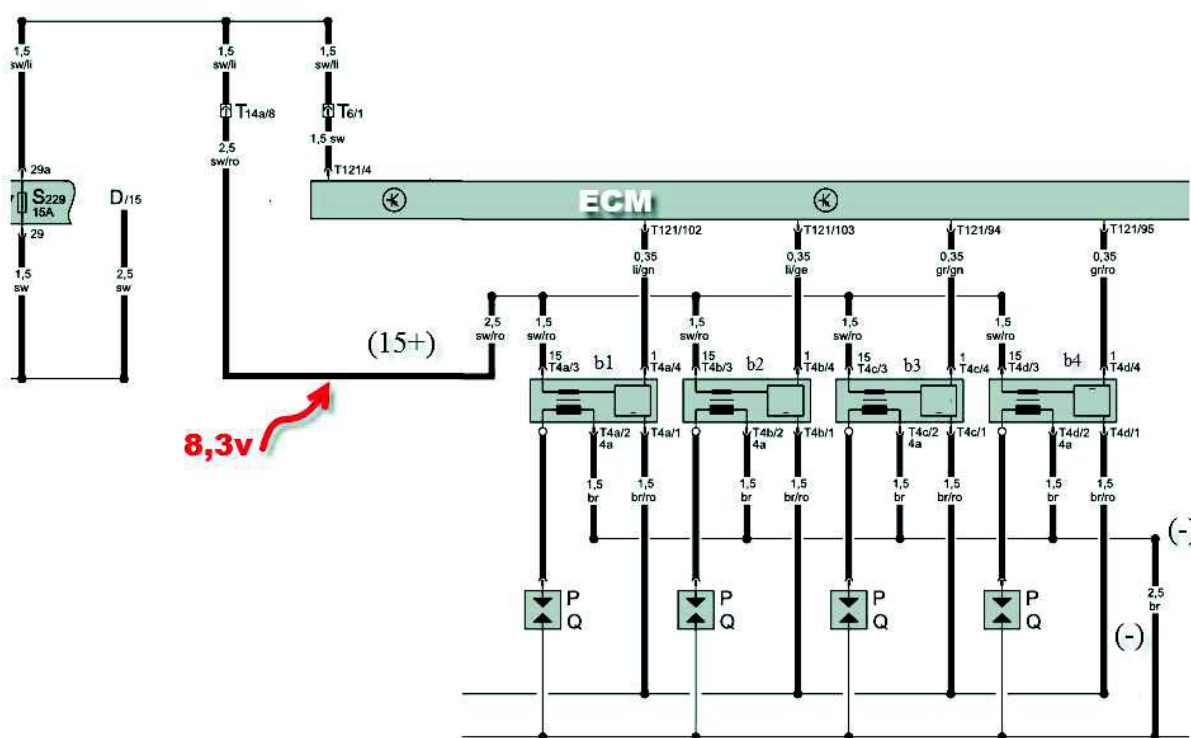 1,5
sw/li
1,5
sw/li
1,5
sw/li
T14a/8
T6/1
2,5
sw/ro
1,5 sw
29a
T121/4
S229
15A
D/15
ECM
29
T121/102
T121/103
T121/94
T121/95
1,5
sw
2,5
sw
0,35
li/gn
0,35
li/ge
0,35
gr/gn
0,35
gr/ro
(15+)
2,5
sw/ro
1,5
sw/ro
1,5
sw/ro
1,5
sw/ro
1,5
sw/ro
15
T4a/3
1
T4a/4
b1
15
T4b/3
b2
1
T4b/4
15
T4c/3
b3
1
T4c/4
15
T4d/3
b4
1
T4d/4
8,3v
T4a/2
4a
T4a/1
T4b/2
4a
T4b/1
T4c/2
4a
T4c/1
T4d/2
4a
T4d/1
1,5
br
1,5
br/ro
1,5
br
1,5
br/ro
1,5
br
1,5
br/ro
1,5
br
1,5
br/ro
(-)
P
Q
P
Q
P
Q
P
Q
2,5
br
(-)